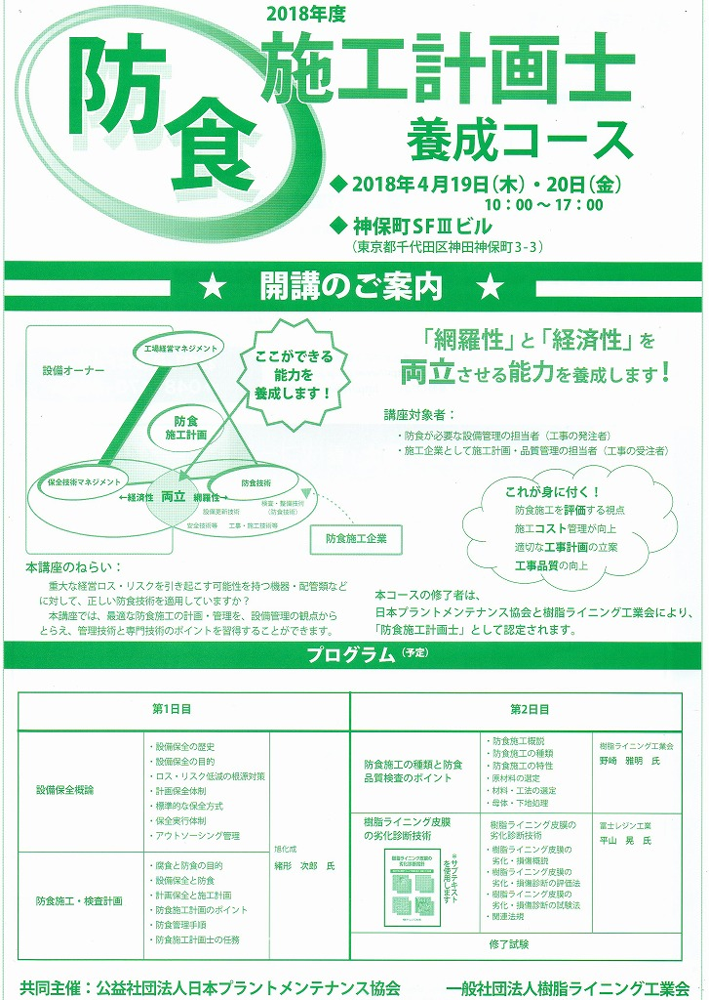 2018年度
防食
施工計画士
養成コース
◆ 2018年4月19日(木)・20日(金)
10：00 ～ 17：00
◆ 神保町SFⅢビル
（東京都千代田区神田神保町3-3）
★ 開講のご案内 ★
設備オーナー
工場経営マネジメント
防食
施工計画
保全技術マネジメント
防食技術
←経済性 両立 網羅性→
設備更新技術
検査・整備技術
（防食技術）
安全技術等 工事・施工技術等
防食施工企業
ここができる
能力を
養成します！
「網羅性」と「経済性」を
両立させる能力を養成します！
講座対象者：
・防食が必要な設備管理の担当者（工事の発注者）
・施工企業として施工計画・品質管理の担当者（工事の受注者）
これが身に付く！
防食施工を評価する視点
施工コスト管理が向上
適切な工事計画の立案
工事品質の向上
本講座のねらい：
重大な経営ロス・リスクを引き起こす可能性を持つ機器・配管類など
に対して、正しい防食技術を適用していますか？
本講座では、最適な防食施工の計画・管理を、設備管理の観点から
とらえ、管理技術と専門技術のポイントを習得することができます。
本コースの修了者は、
日本プラントメンテナンス協会と樹脂ライニング工業会により、
「防食施工計画士」として認定されます。
プログラム（予定）
第1日目
設備保全概論
・設備保全の歴史
・設備保全の目的
・ロス・リスク低減の根源対策
・計画保全体制
・標準的な保全方式
・保全実行体制
・アウトソーシング管理
防食施工・検査計画
・腐食と防食の目的
・設備保全と防食
・計画保全と施工計画
・防食施工計画のポイント
・防食管理手順
・防食施工計画士の任務
旭化成
緒形 次郎 氏
第2日目
防食施工の種類と防食
品質検査のポイント
・防食施工概説
・防食施工の種類
・防食施工の特性
・原材料の選定
・材料・工法の選定
・母体・下地処理
樹脂ライニング工業会
野崎 雅明 氏
樹脂ライニング皮膜
の劣化診断技術
樹脂ライニング皮膜の
劣化診断指針
※サブテキスト
を使用します
樹脂ライニング皮膜の
劣化診断技術
・樹脂ライニング皮膜の
劣化・損傷概説
・樹脂ライニング皮膜の
劣化・損傷診断の評価法
・樹脂ライニング皮膜の
劣化・損傷診断の試験法
・関連法規
冨士レジン工業
平山 晃 氏
修了試験
共同主催：公益社団法人日本プラントメンテナンス協会 一般社団法人樹脂ライニング工業会